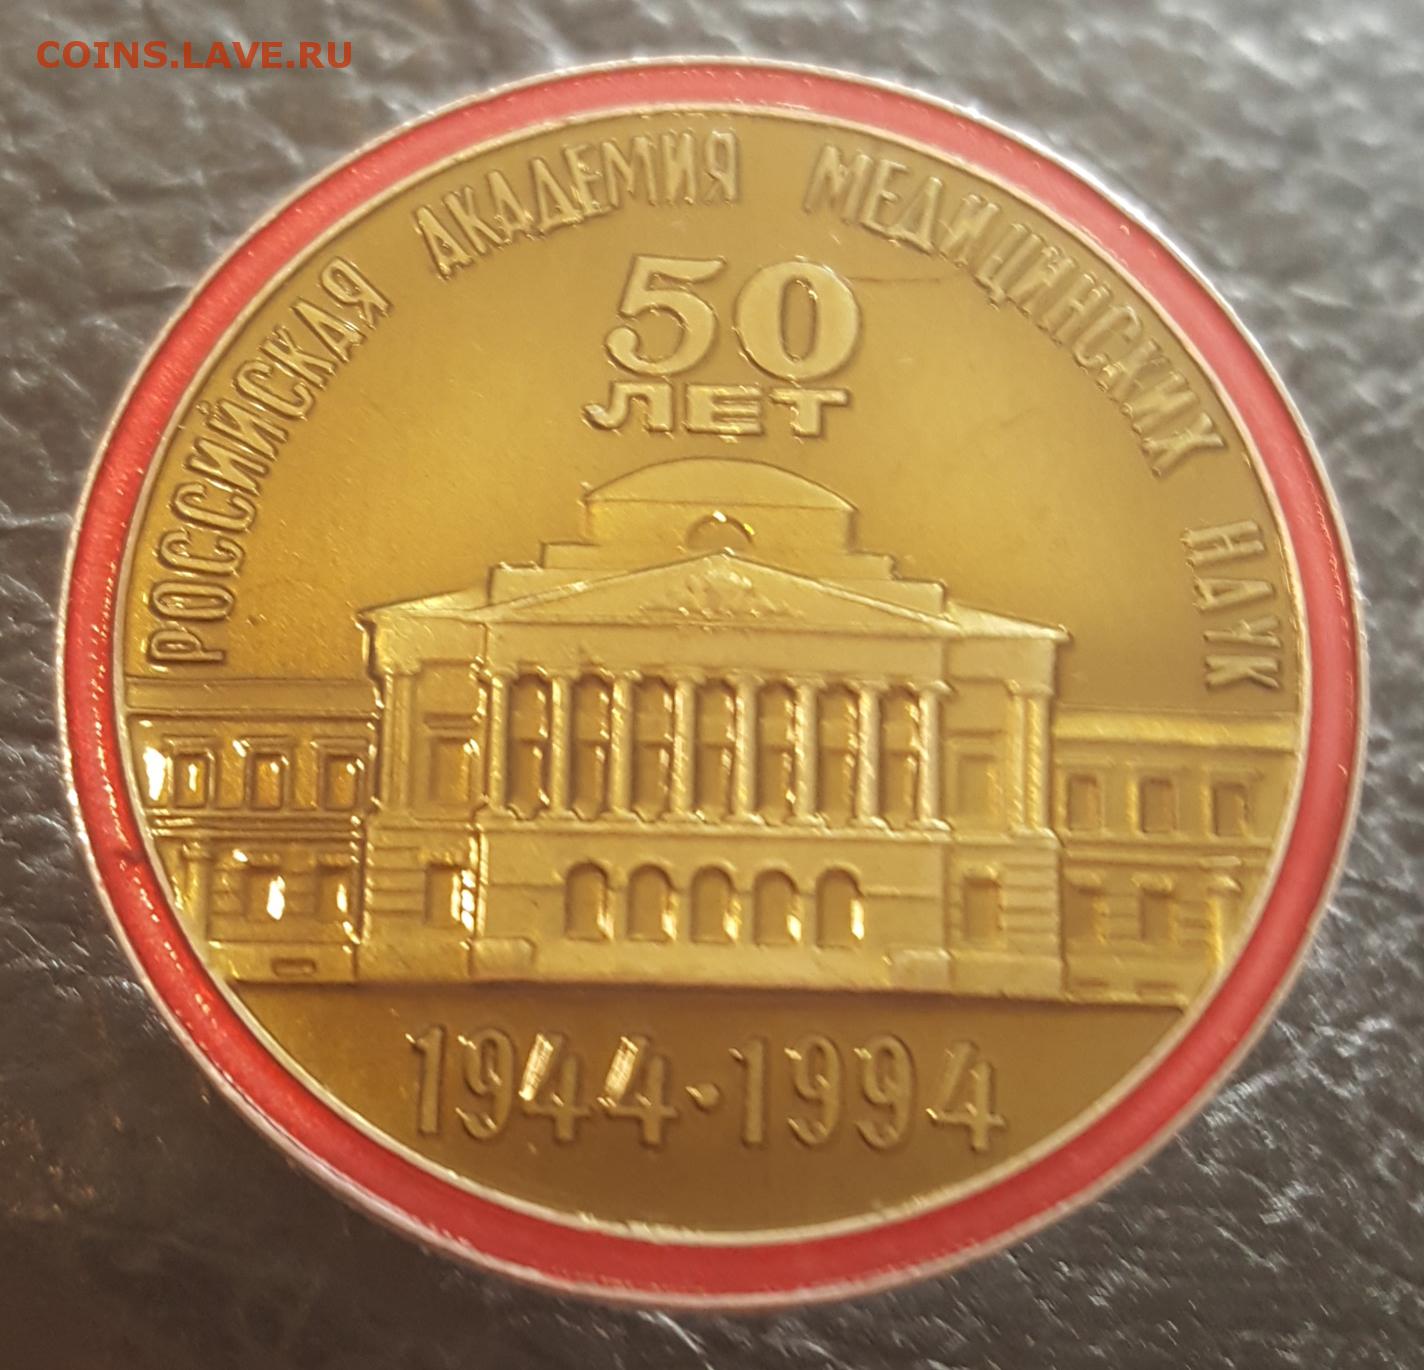 COINS.LAVE.RU
РОССИЙСКАЯ АКАДЕМИЯ МЕДИЦИНСКИХ НАУК
50
ЛЕТ
1944-1994